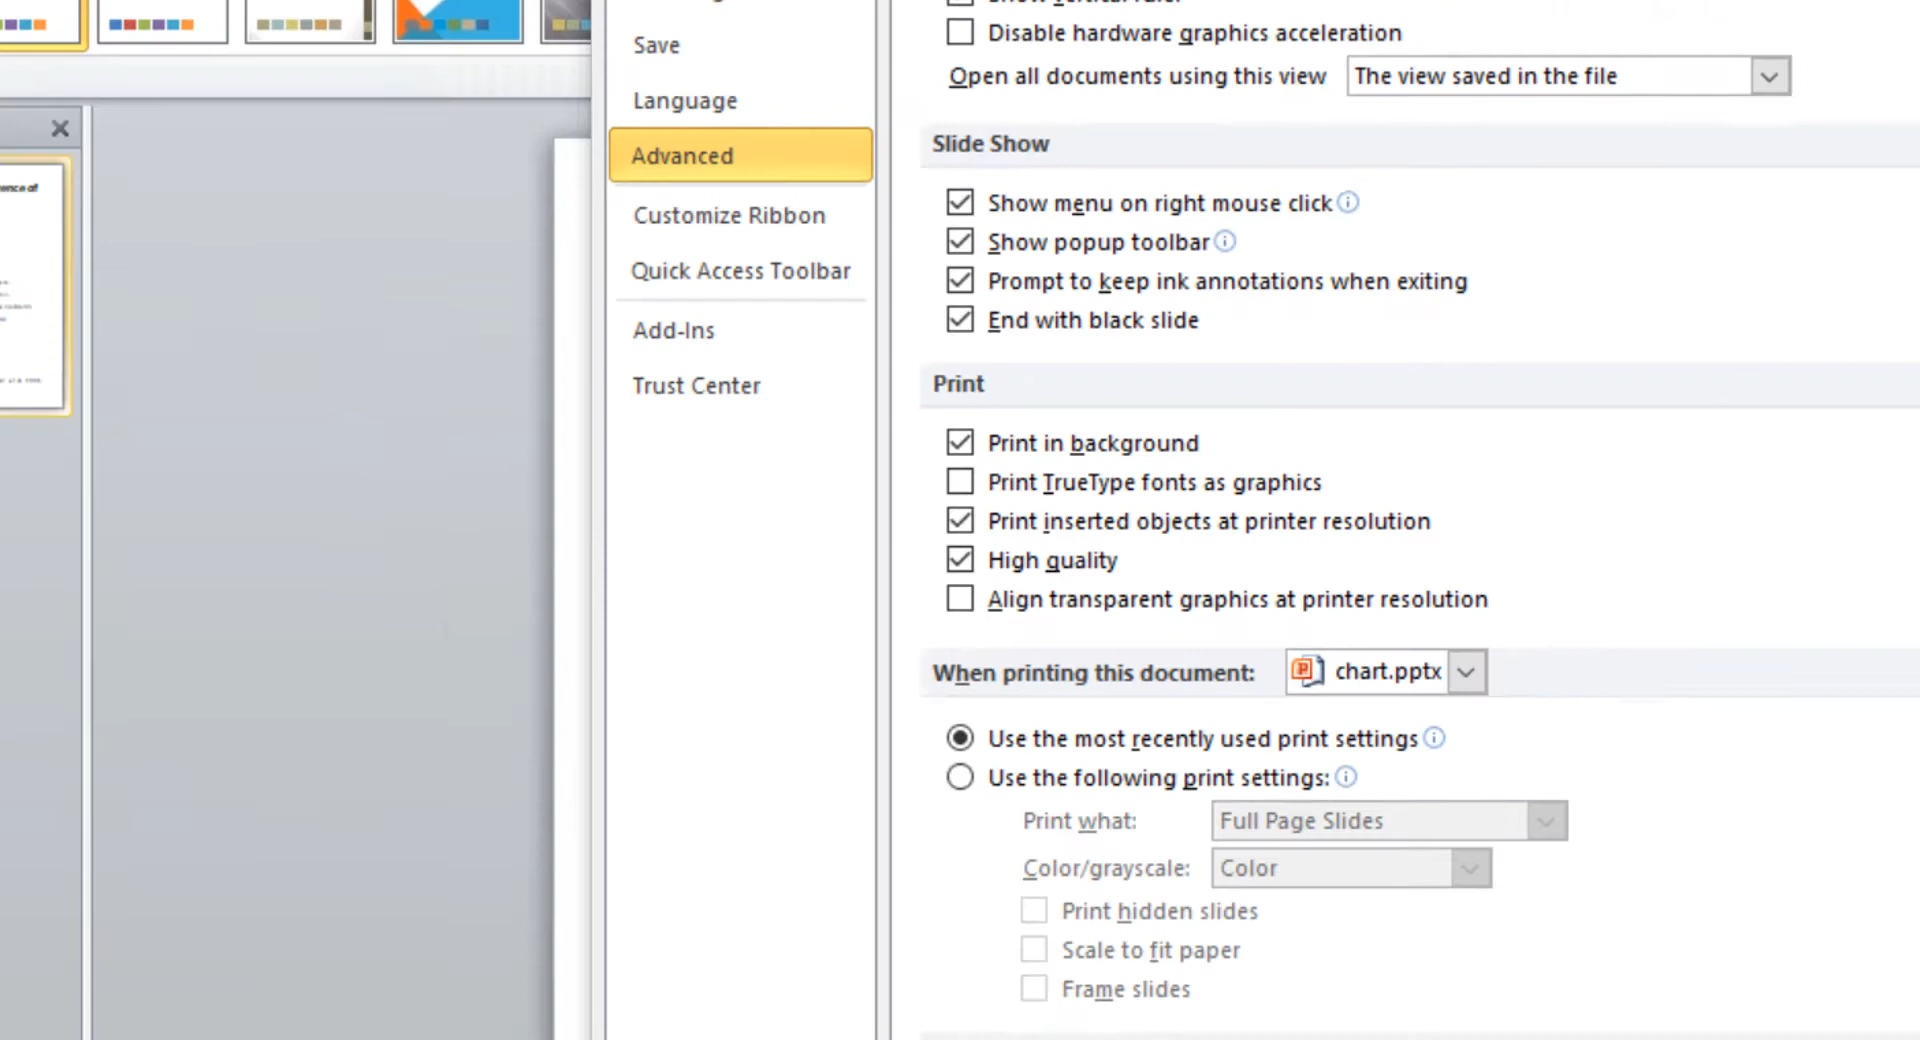 Disable hardware graphics acceleration
Open all documents using this view The view saved in the file
Slide Show
Show menu on right mouse click
Show popup toolbar
Prompt to keep ink annotations when exiting
End with black slide
Print
Print in background
Print TrueType fonts as graphics
Print inserted objects at printer resolution
High quality
Align transparent graphics at printer resolution
When printing this document: chart.pptx
Use the most recently used print settings
Use the following print settings:
Print what: Full Page Slides
Color/grayscale: Color
Print hidden slides
Scale to fit paper
Frame slides
Save
Language
Advanced
Customize Ribbon
Quick Access Toolbar
Add-Ins
Trust Center